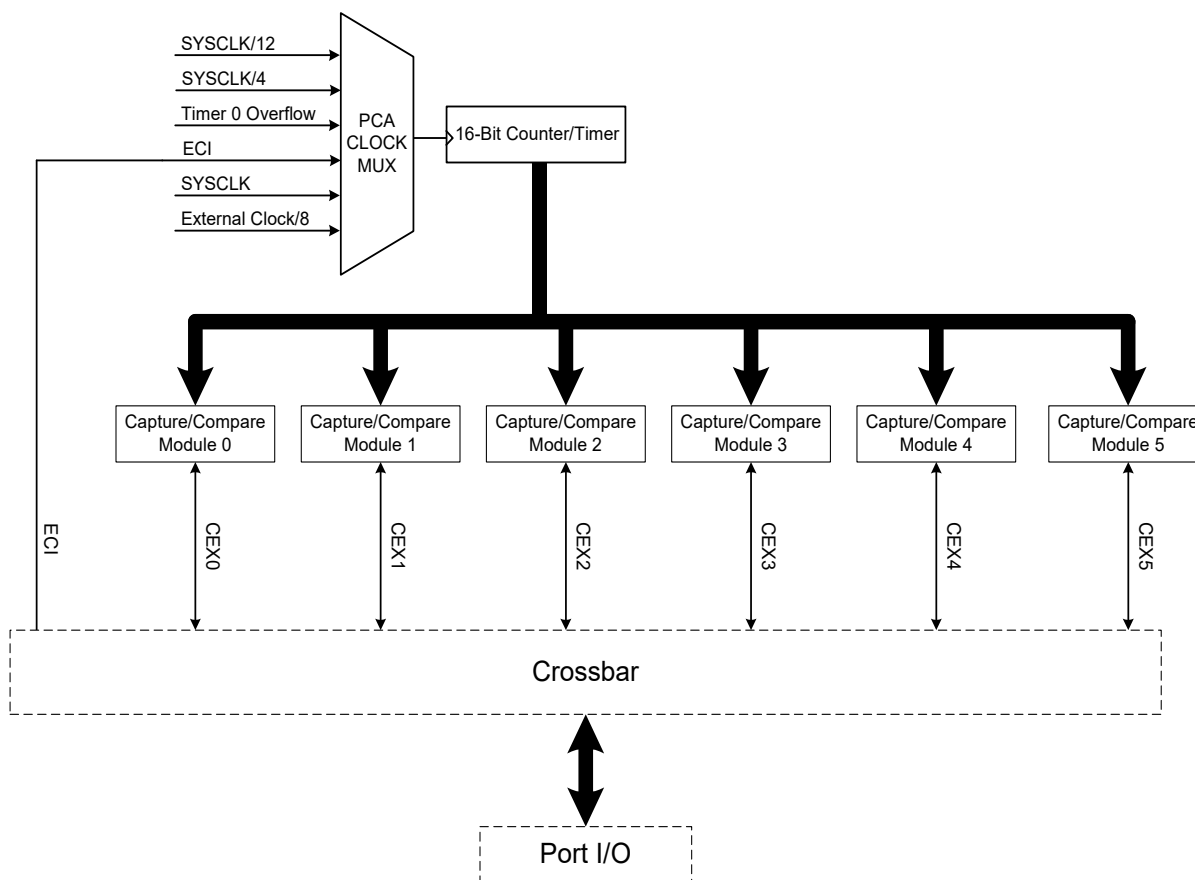 SYSCLK/12
SYSCLK/4
Timer 0 Overflow
ECI
SYSCLK
External Clock/8
PCA
CLOCK
MUX
16-Bit Counter/Timer
Capture/Compare
Module 0
Capture/Compare
Module 1
Capture/Compare
Module 2
Capture/Compare
Module 3
Capture/Compare
Module 4
Capture/Compare
Module 5
ECI
CEX0
CEX1
CEX2
CEX3
CEX4
CEX5
Crossbar
Port I/O